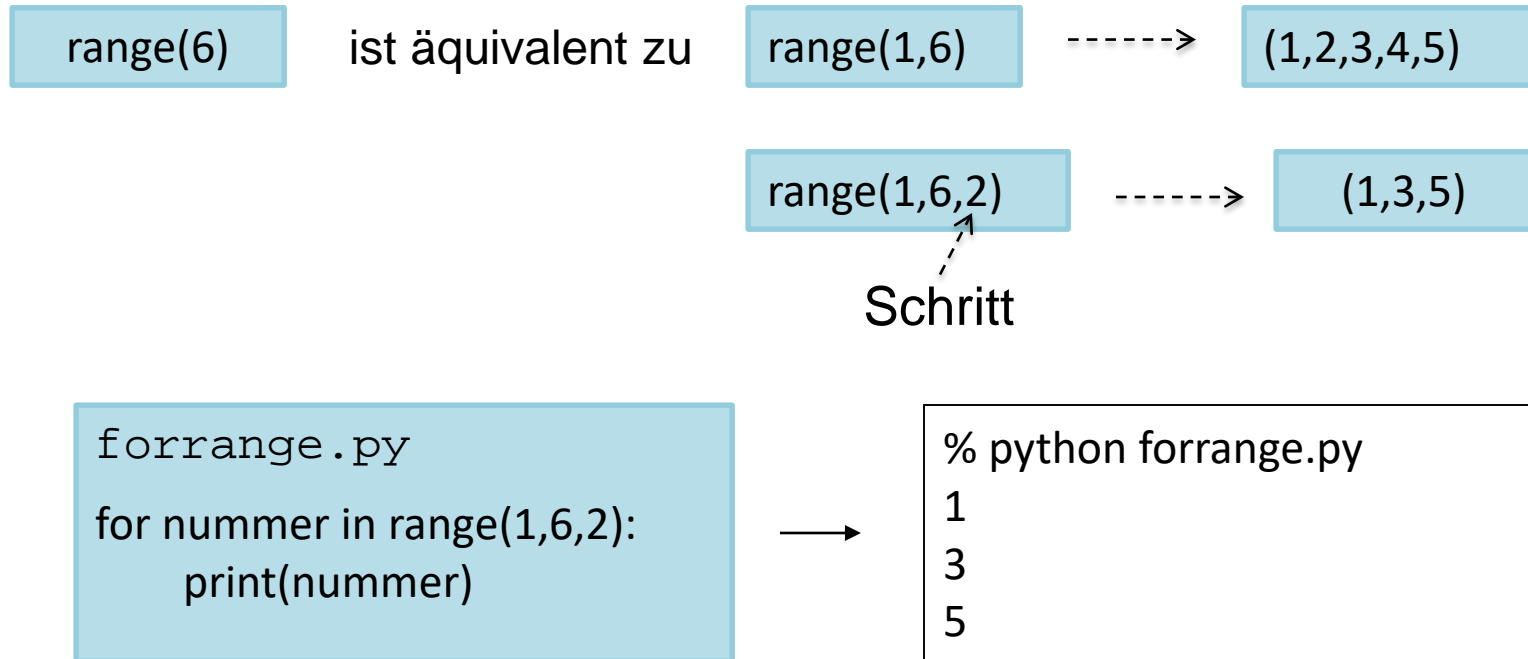 range(6) ist äquivalent zu range(1,6) (1,2,3,4,5)
range(1,6,2) (1,3,5)
Schritt
forrange.py
for nummer in range(1,6,2):
print(nummer)
% python forrange.py
1
3
5